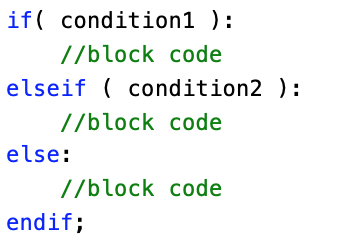 if( condition1 ):
    //block code
elseif ( condition2 ):
    //block code
else:
    //block code
endif;